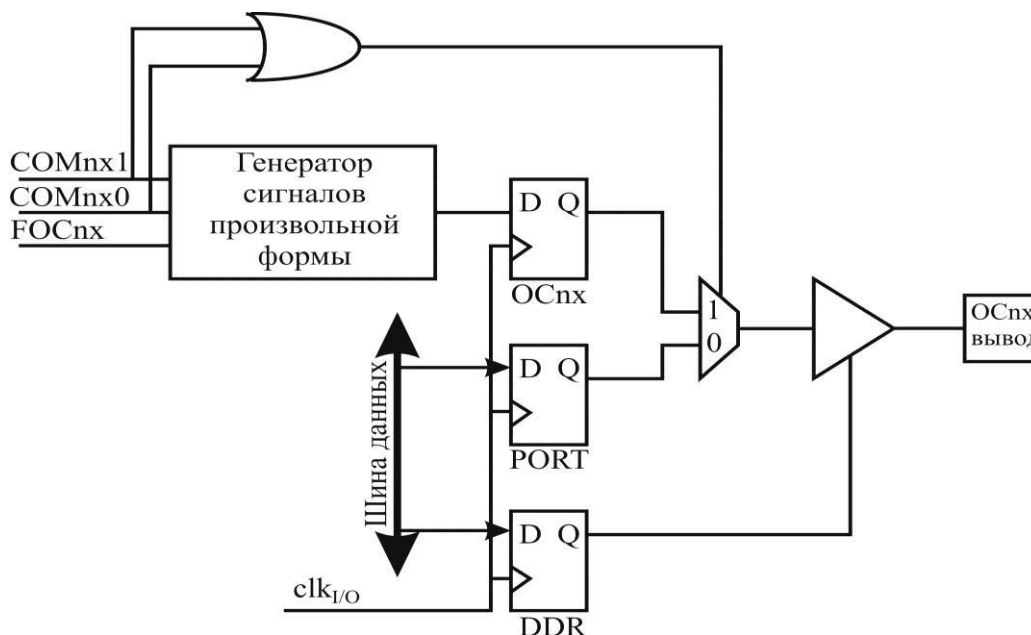 COMnx1
COMnx0
FOCnx
Генератор
сигналов
произвольной
формы
D Q
OCnx
1
0
OCnx
вывод
Шина данных
D Q
PORT
D Q
DDR
clkI/O